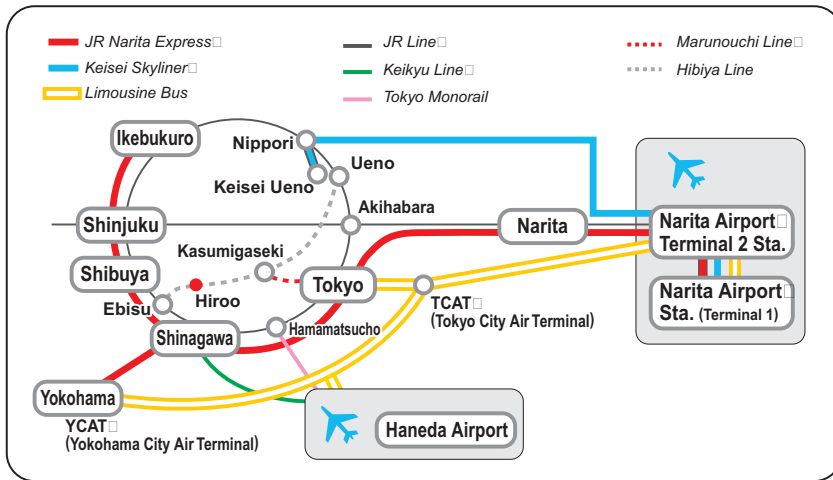 JR Narita Express
Keisei Skyliner
Limousine Bus
JR Line
Keikyu Line
Tokyo Monorail
Marunouchi Line
Hibiya Line
Ikebukuro
Nippori
Ueno
Keisei Ueno
Akihabara
Shinjuku
Narita
Narita Airport
Terminal 2 Sta.
Kasumigaseki
Shibuya
Hiroo
Tokyo
Ebisu
TCAT
(Tokyo City Air Terminal)
Narita Airport
Sta. (Terminal 1)
Shinagawa
Hamamatsucho
Yokohama
YCAT
(Yokohama City Air Terminal)
Haneda Airport